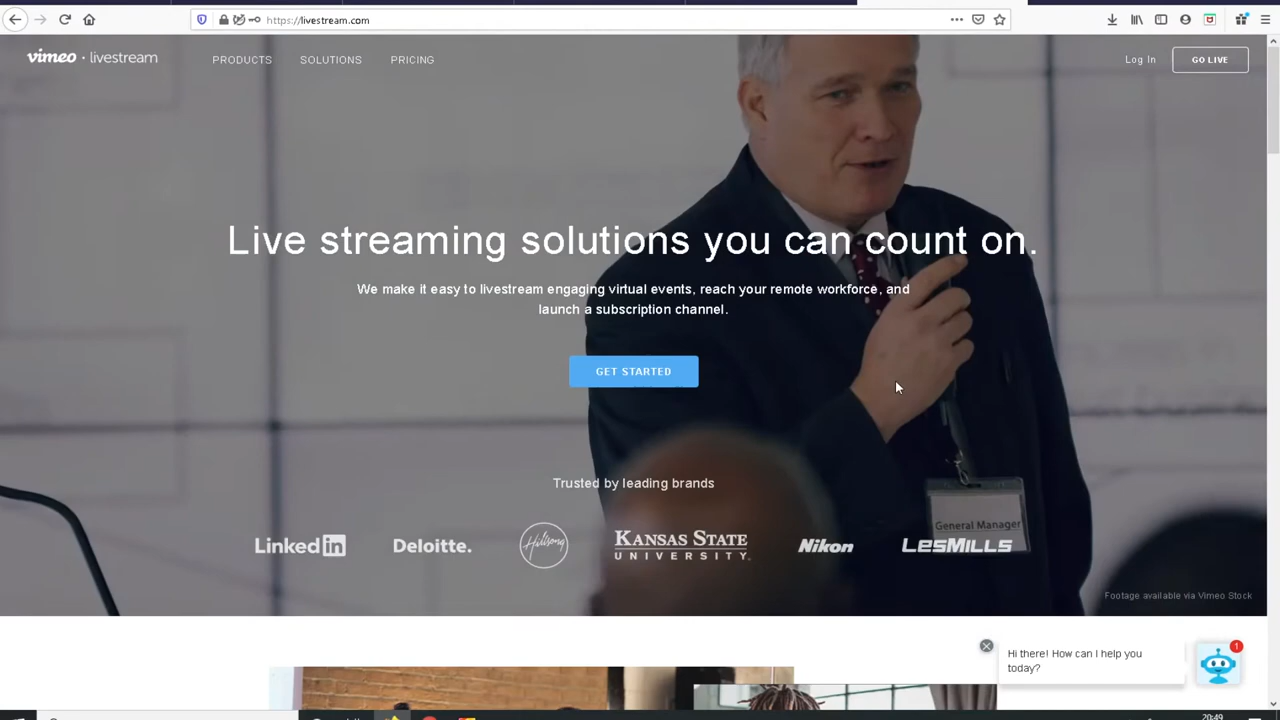 https://livestream.com
vimeo · livestream
PRODUCTS
SOLUTIONS
PRICING
Log In
GO LIVE
Live streaming solutions you can count on.
We make it easy to livestream engaging virtual events, reach your remote workforce, and
launch a subscription channel.
GET STARTED
Trusted by leading brands
General Manager
Linkedin
Deloitte.
Hillsong
KANSAS STATE
UNIVERSITY
Nikon
LESMILLS
Footage available via Vimeo Stock
Hi there! How can I help you
today?
1
20:49